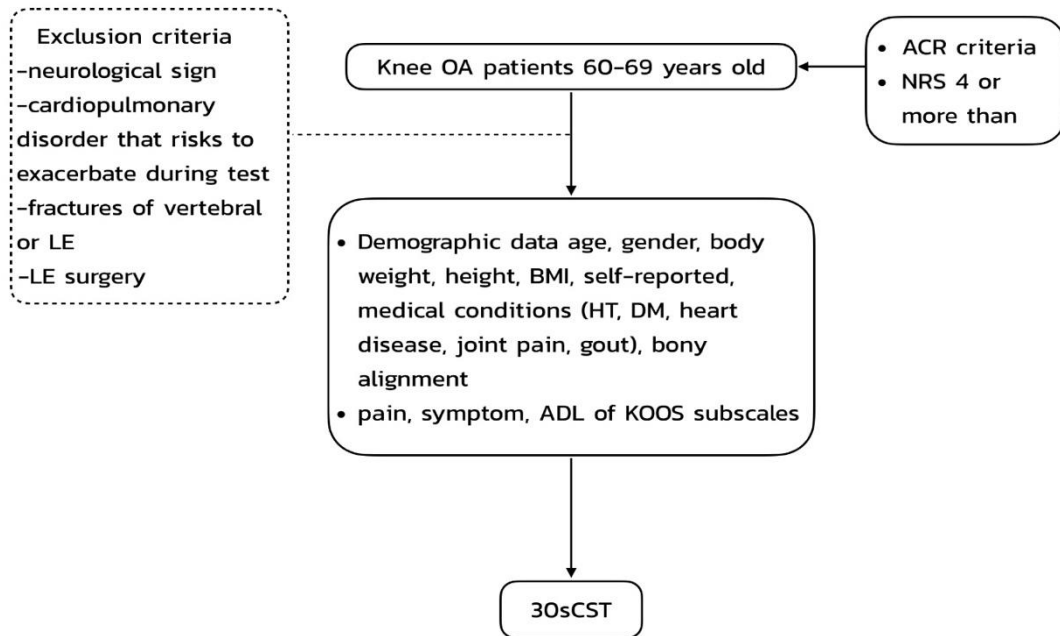 Exclusion criteria
-neurological sign
-cardiopulmonary
disorder that risks to
exacerbate during test
-fractures of vertebral
or LE
-LE surgery
Knee OA patients 60-69 years old
• ACR criteria
• NRS 4 or
more than
• Demographic data age, gender, body
weight, height, BMI, self-reported,
medical conditions (HT, DM, heart
disease, joint pain, gout), bony
alignment
• pain, symptom, ADL of KOOS subscales
30sCST